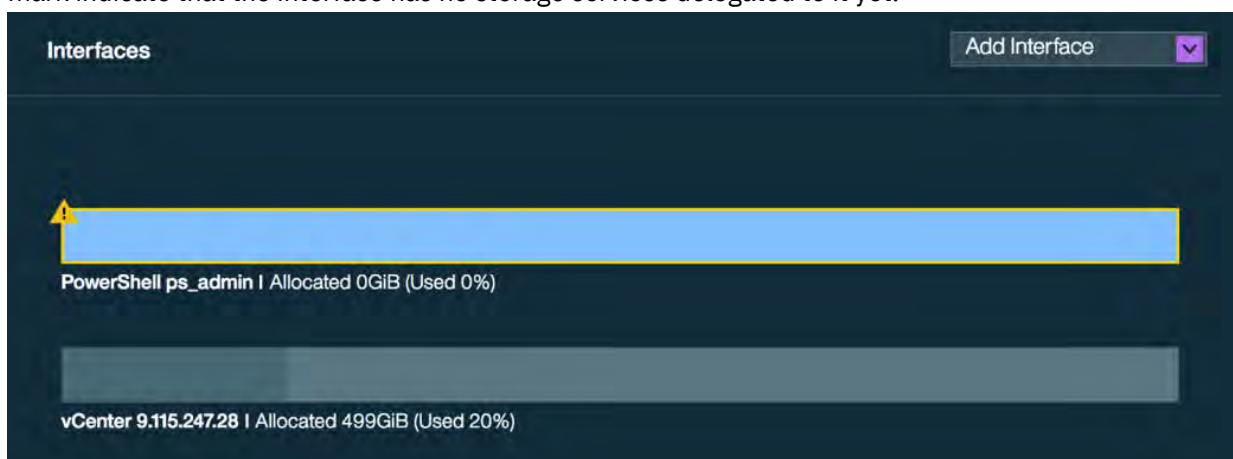 mark indicate that the interface has no storage services delegated to it yet.
Interfaces
Add Interface
PowerShell ps_admin | Allocated 0GiB (Used 0%)
vCenter 9.115.247.28 | Allocated 499GiB (Used 20%)